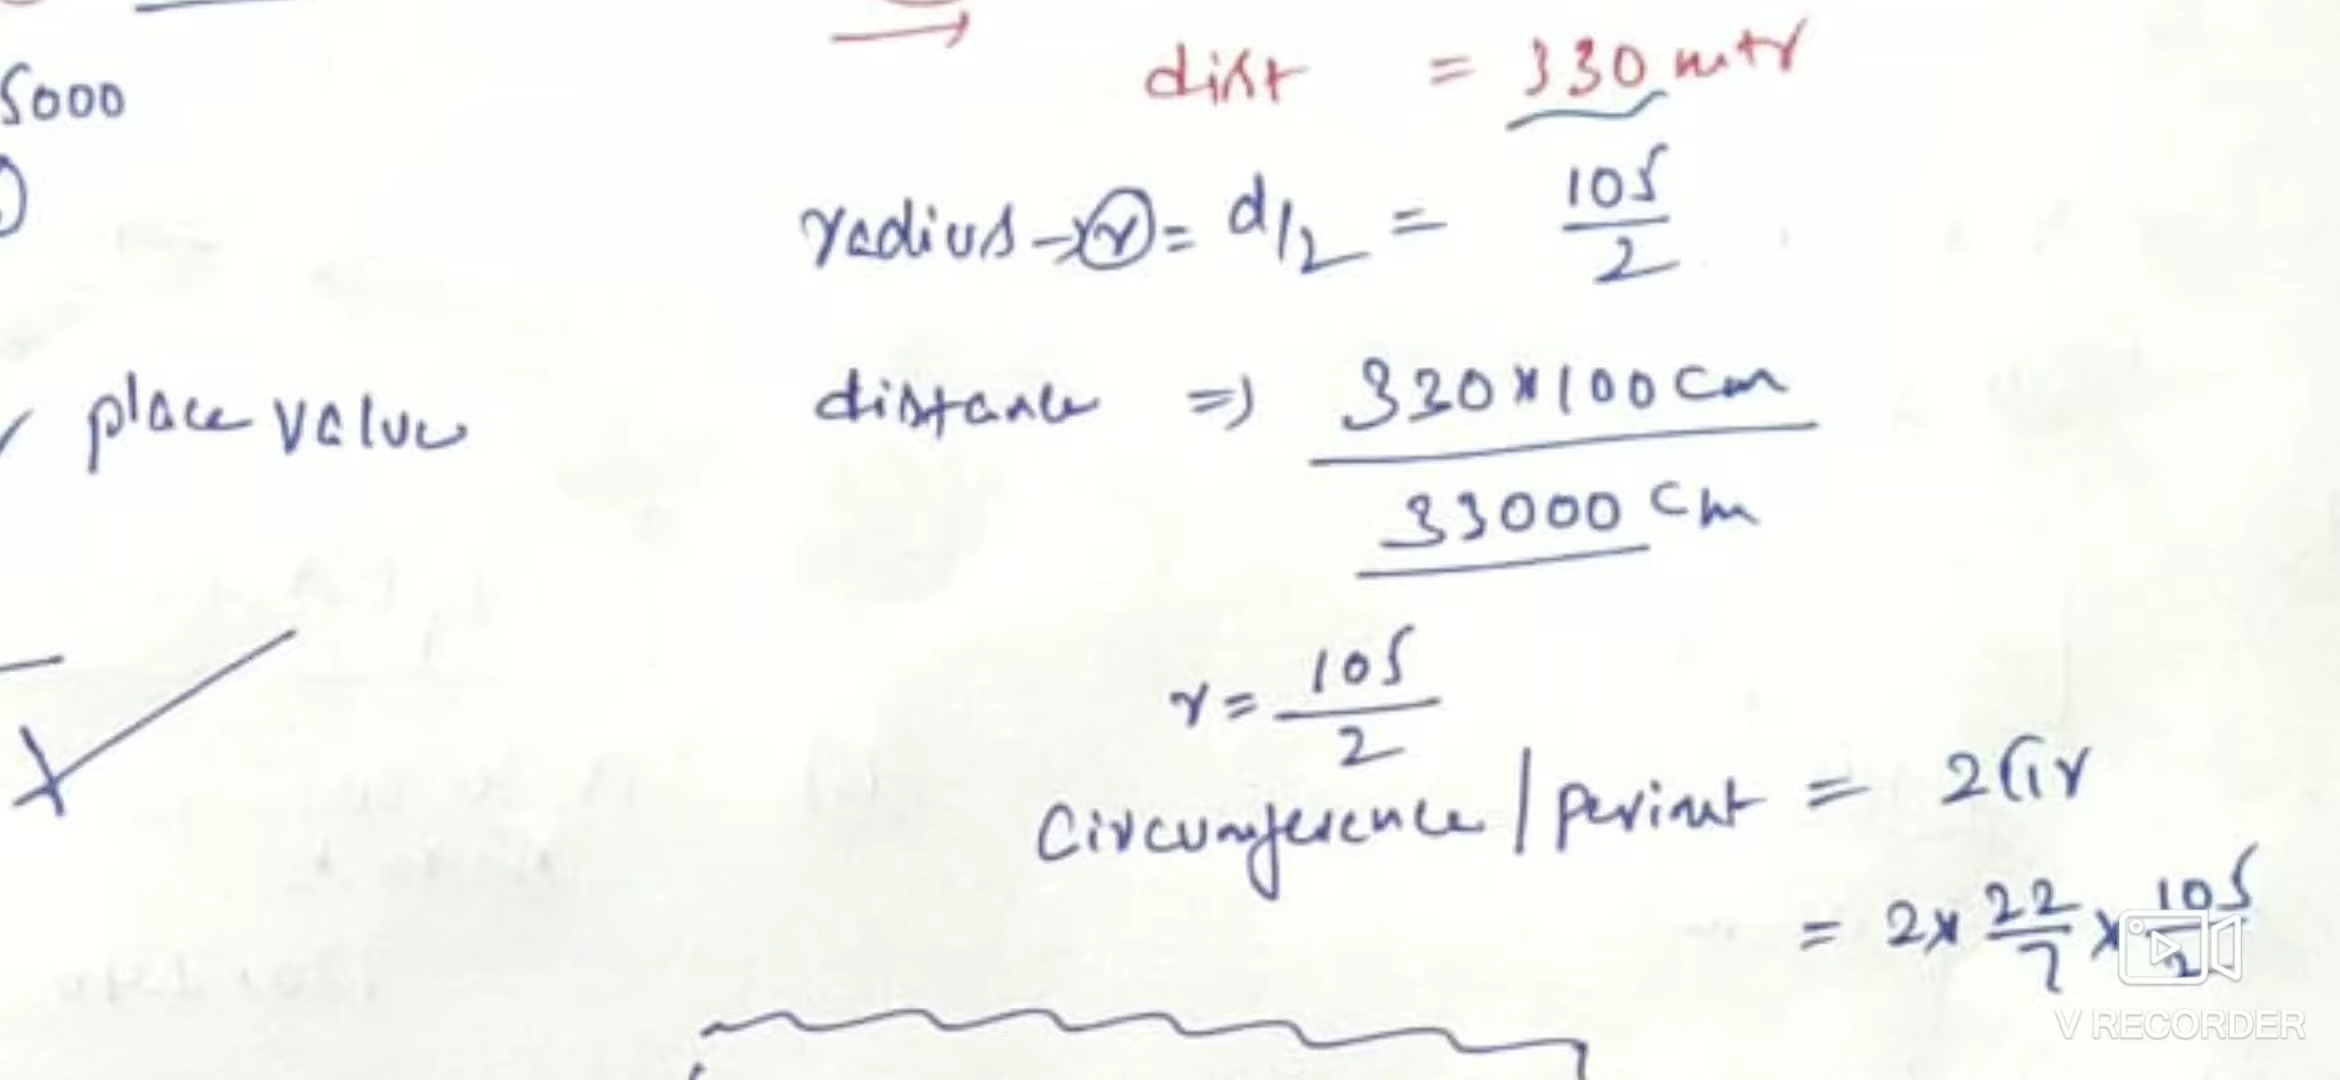 dist = 330 mtr
5000
radius → r = d/2 = 105/2
distance ⇒ 330 × 100 cm
place value
33000 cm
r = 105/2
Circumference / perimt = 2πr
= 2 × 22/7 × 105/2
V RECORDER